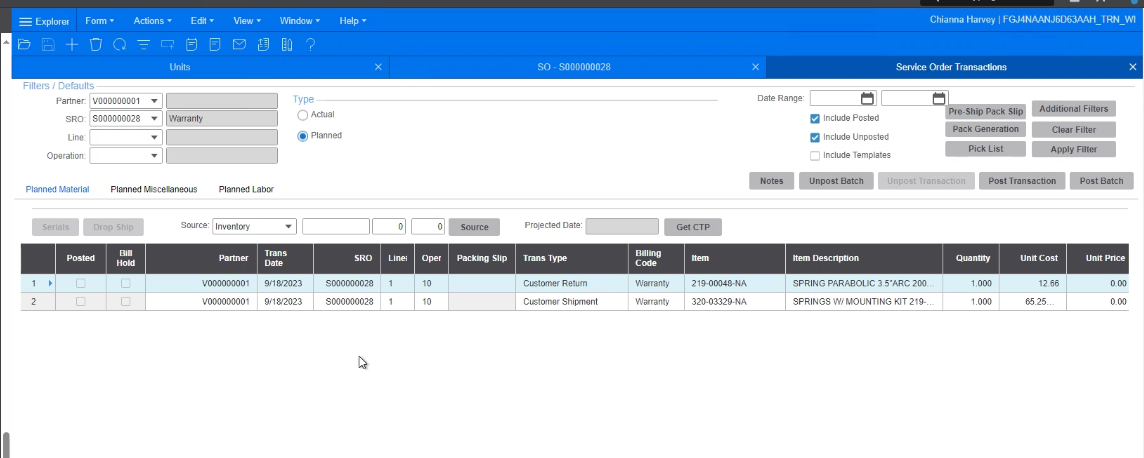 Explorer Form Actions Edit View Window Help Chianna Harvey | FGJ4NAANJ6D63AAH_TRN_WI
Units SO - S000000028 Service Order Transactions
Filters / Defaults
Partner: V000000001 Type Date Range:
SRO: S000000028 Warranty Actual Include Posted Pre-Ship Pack Slip Additional Filters
Line: Planned Include Unposted Pack Generation Clear Filter
Operation: Include Templates Pick List Apply Filter
Notes Unpost Batch Unpost Transaction Post Transaction Post Batch
Planned Material Planned Miscellaneous Planned Labor
Serials Drop Ship Source: Inventory 0 0 Source Projected Date: Get CTP
Posted Bill Hold Partner Trans Date SRO Line Oper Packing Slip Trans Type Billing Code Item Item Description Quantity Unit Cost Unit Price
1 V000000001 9/18/2023 S000000028 1 10 Customer Return Warranty 219-00048-NA SPRING PARABOLIC 3.5"ARC 200... 1.000 12.66 0.00
2 V000000001 9/18/2023 S000000028 1 10 Customer Shipment Warranty 320-03329-NA SPRINGS W/ MOUNTING KIT 219-... 1.000 65.25... 0.00